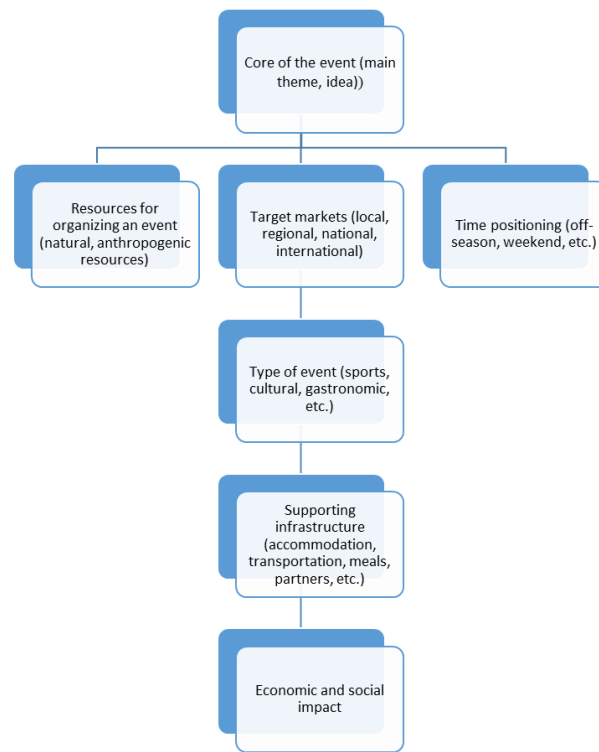 Core of the event (main
theme, idea))
Resources for
organizing an event
(natural, anthropogenic
resources)
Target markets (local,
regional, national,
international)
Time positioning (off-
season, weekend, etc.)
Type of event (sports,
cultural, gastronomic,
etc.)
Supporting
infrastructure
(accommodation,
transportation, meals,
partners, etc.)
Economic and social
impact